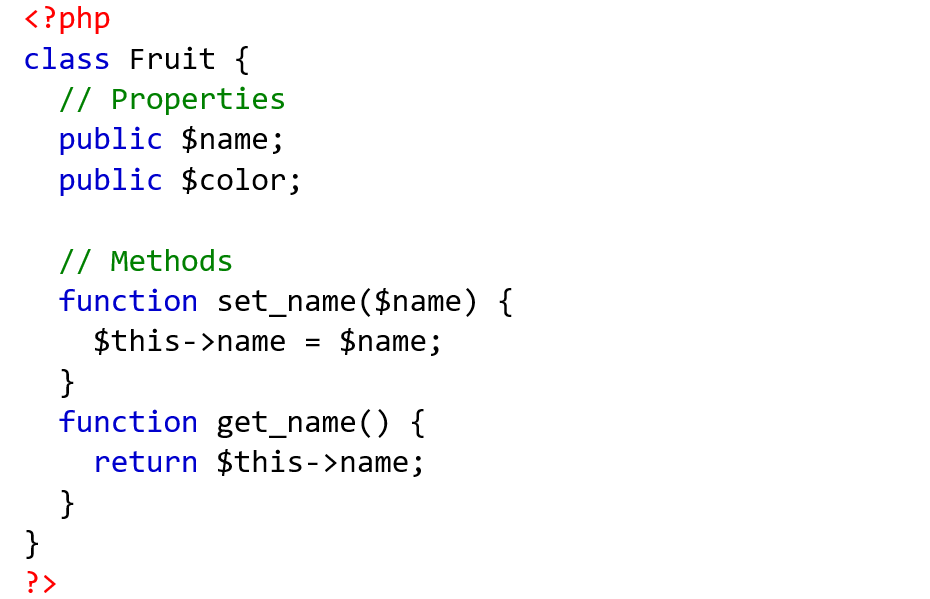 <?php
class Fruit {
  // Properties
  public $name;
  public $color;

  // Methods
  function set_name($name) {
    $this->name = $name;
  }
  function get_name() {
    return $this->name;
  }
}
?>